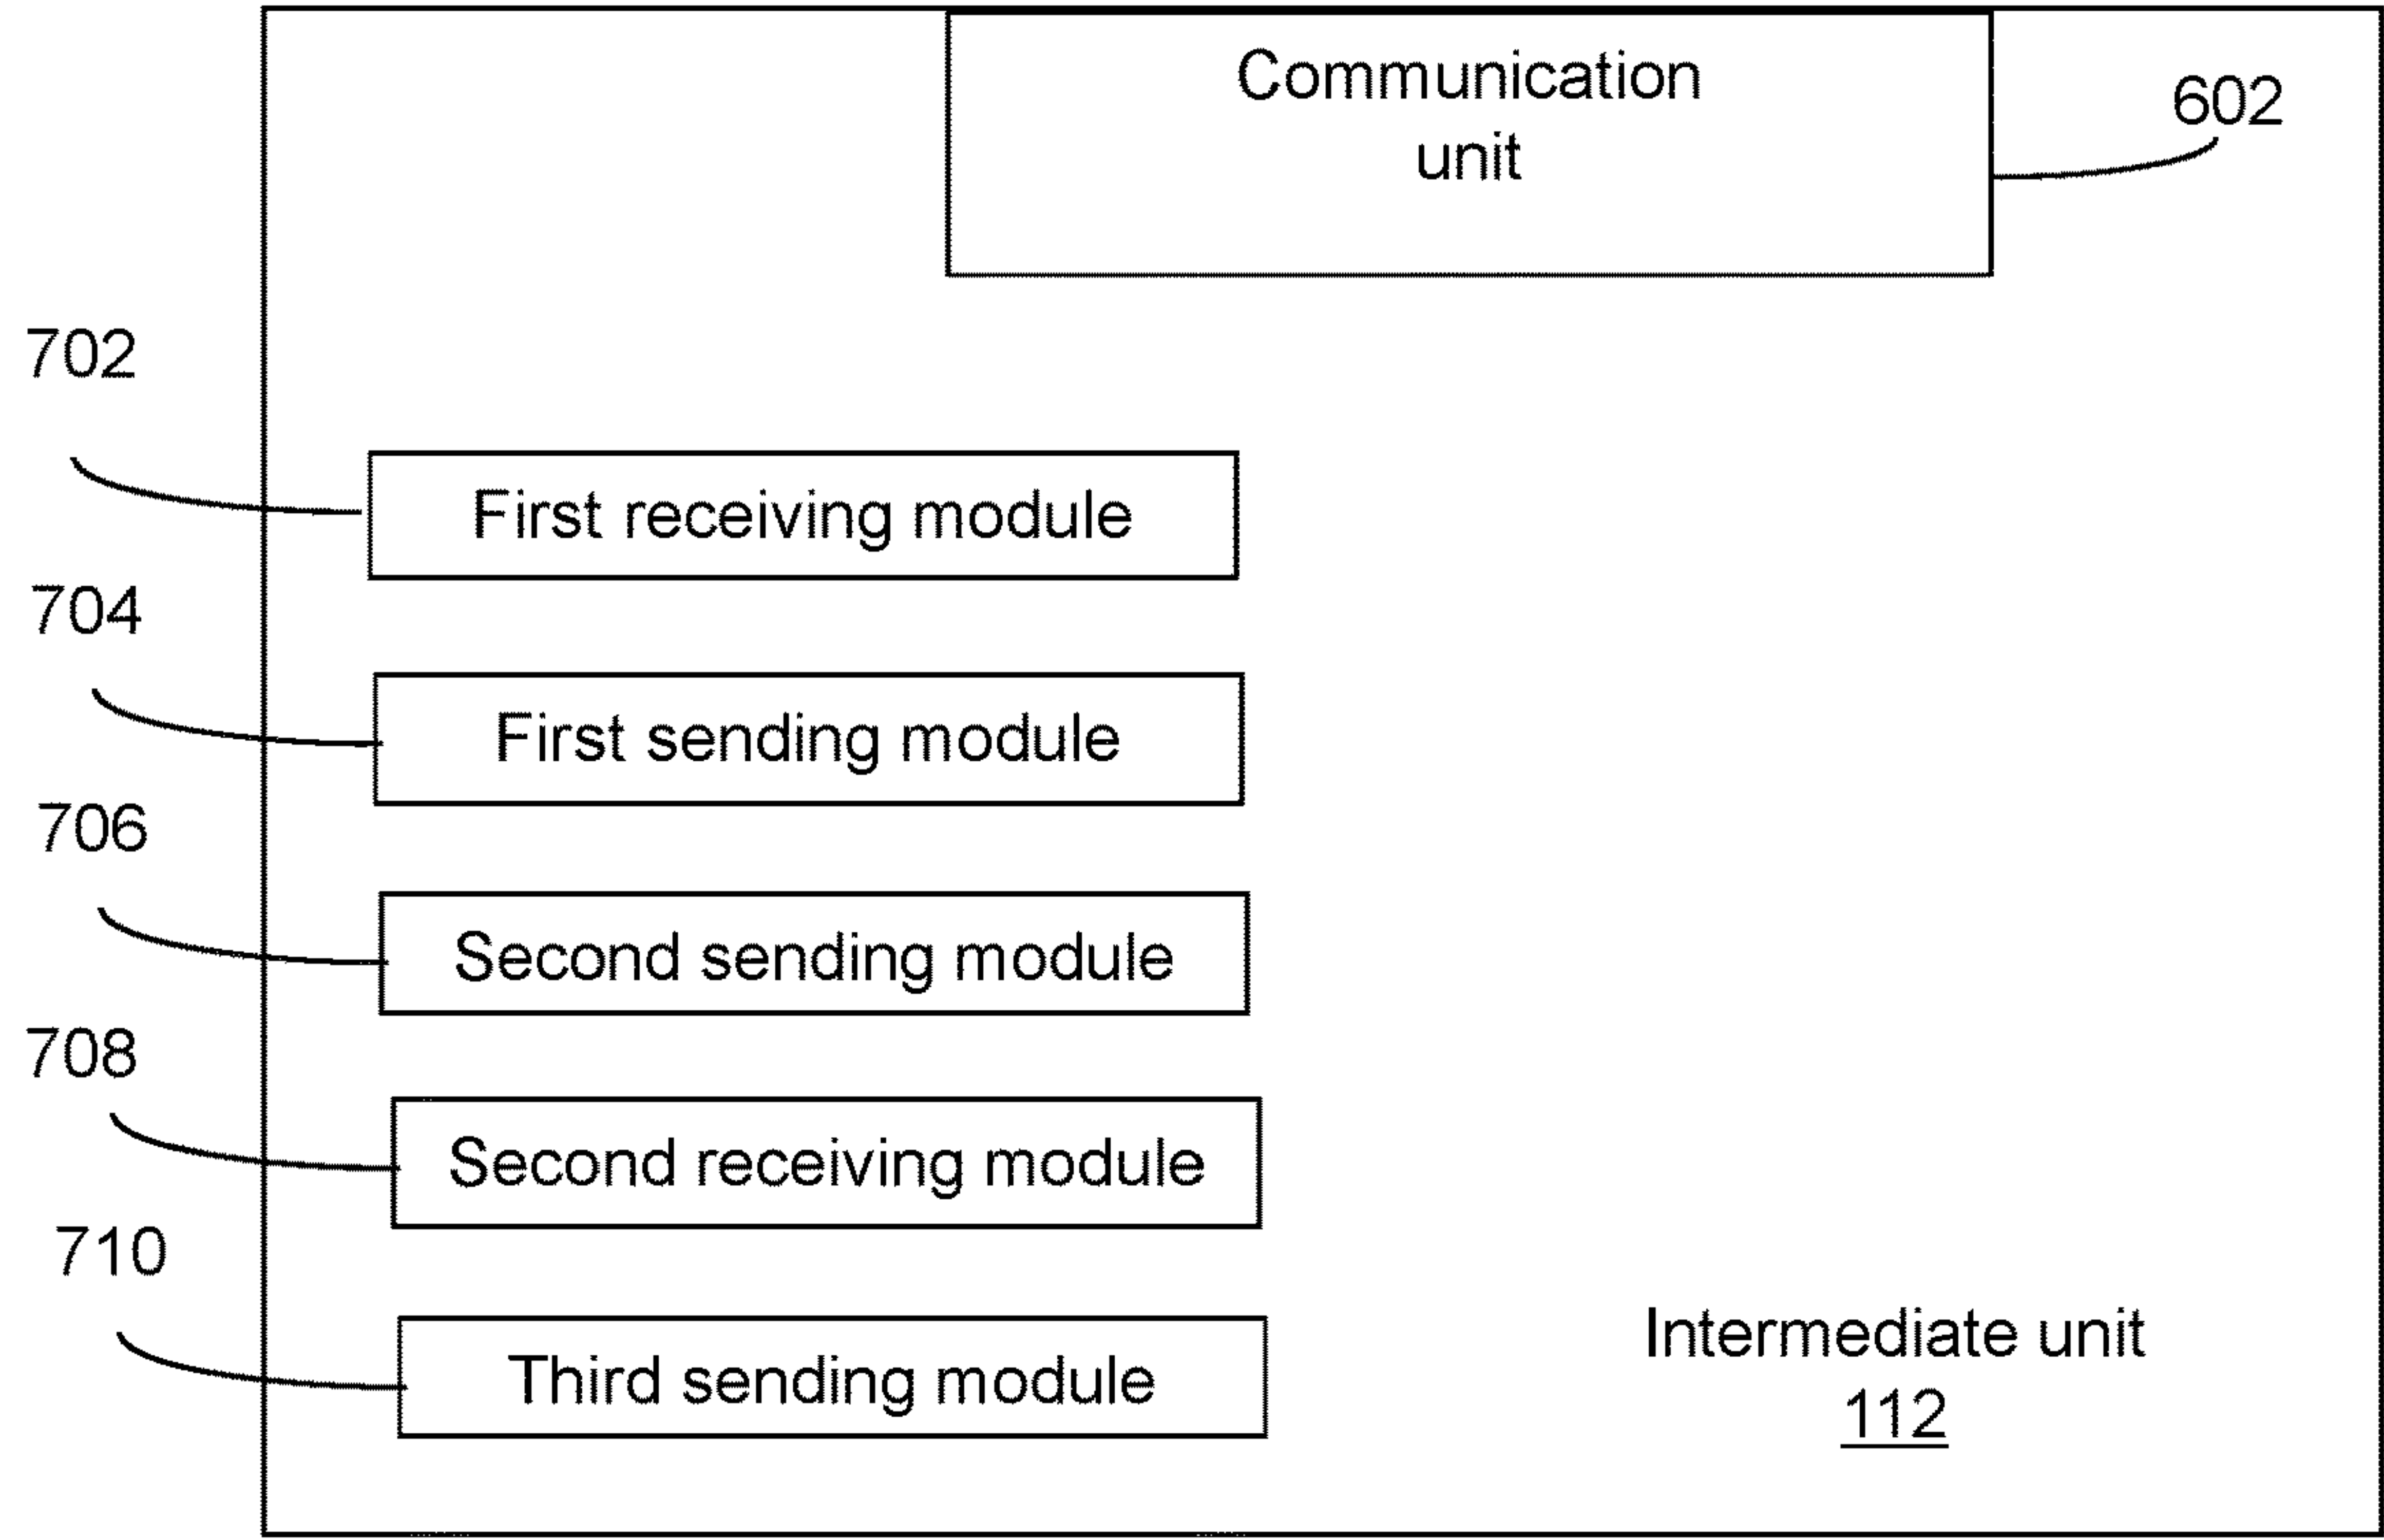 Communication
unit
602
702
First receiving module
704
First sending module
706
Second sending module
708
Second receiving module
710
Third sending module
Intermediate unit
112